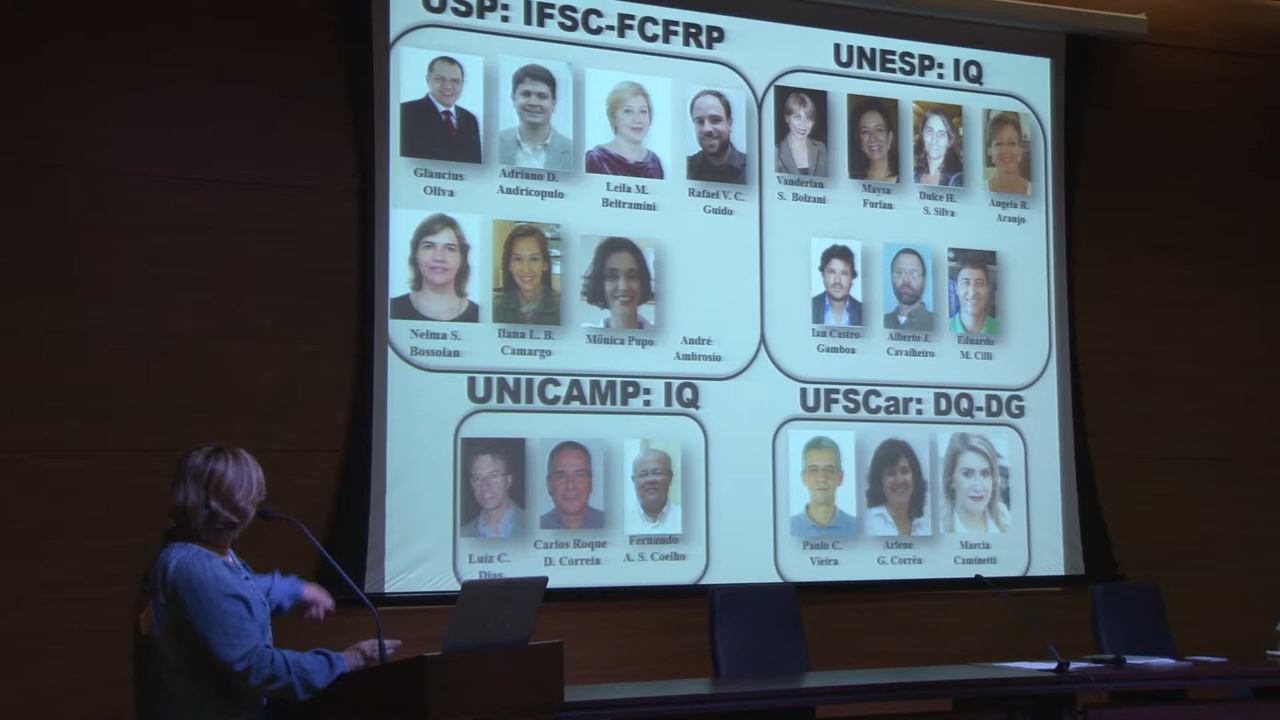 USP: IFSC-FCFRP
Glaucius
Oliva
Adriano D.
Andricopulo
Leila M.
Beltramini
Rafael V. C.
Guido
Nelma S.
Bossolan
Ilana L. B.
Camargo
Mônica Pupo
André
Ambrosio
UNESP: IQ
Vanderlan
S. Bolzani
Maysa
Furlan
Dulce H.
S. Silva
Angela R.
Araujo
Ian Castro-
Gamboa
Alberto J.
Cavalheiro
Eduardo
M. Cilli
UNICAMP: IQ
Luiz C.
Dias
Carlos Roque
D. Correia
Fernando
A. S. Coelho
UFSCar: DQ-DG
Paulo C.
Vieira
Arlene
G. Corrêa
Marcia
Caminetti